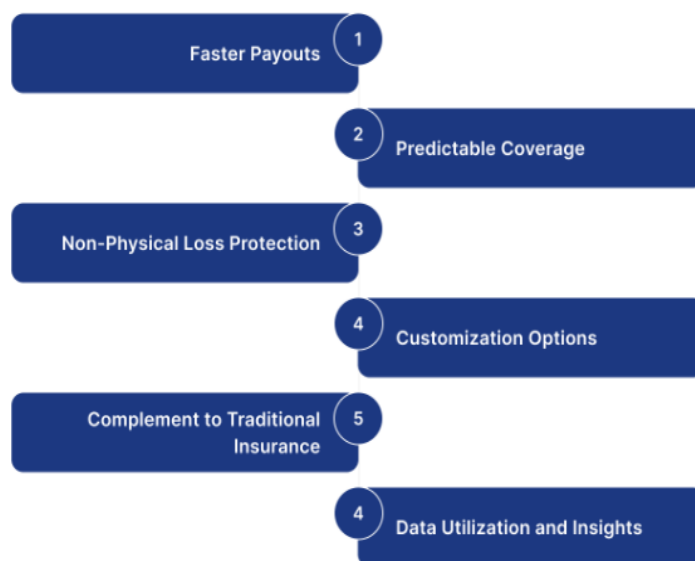 Faster Payouts
1
2
Predictable Coverage
Non-Physical Loss Protection
3
4
Customization Options
Complement to Traditional
Insurance
5
4
Data Utilization and Insights